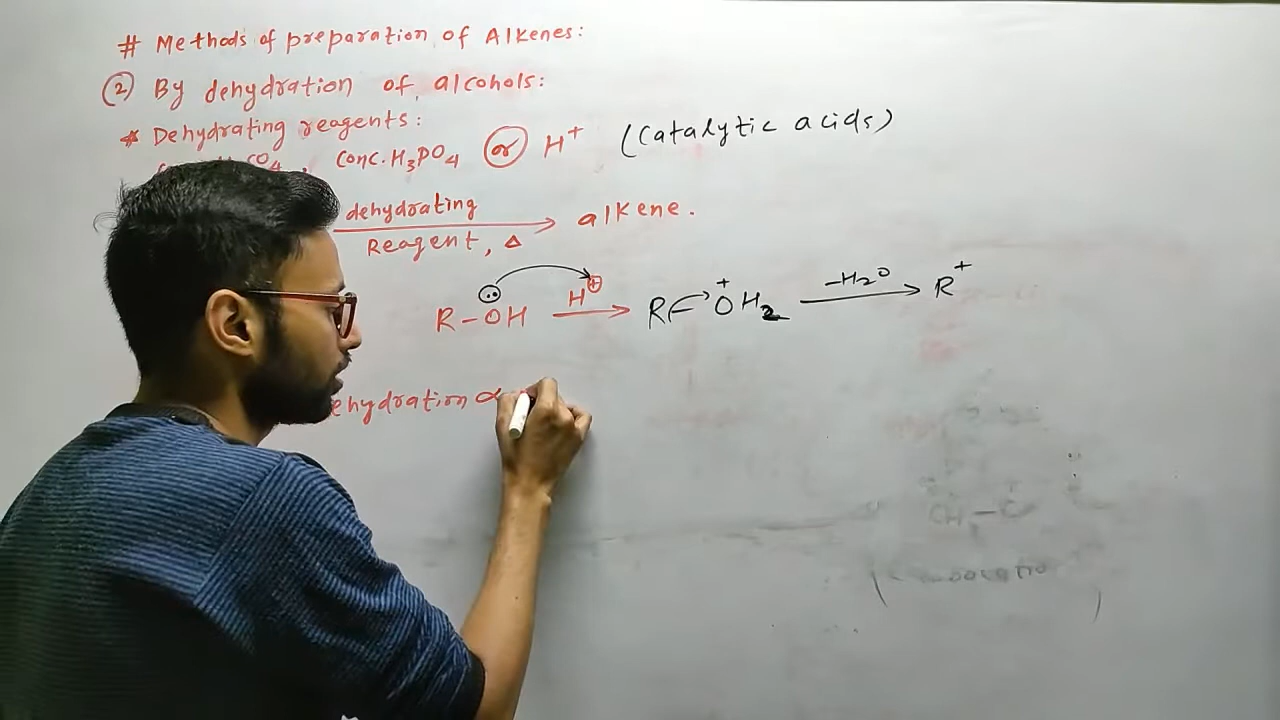 # Methods of preparation of Alkenes:
② By dehydration of alcohols:
* Dehydrating reagents:
conc. H₃PO₄ or H⁺ (Catalytic acids)
dehydrating
Reagent, Δ → alkene.
R-OH H⊕ → R-O⁺H₂ -H₂O → R⁺
ehydration ∝